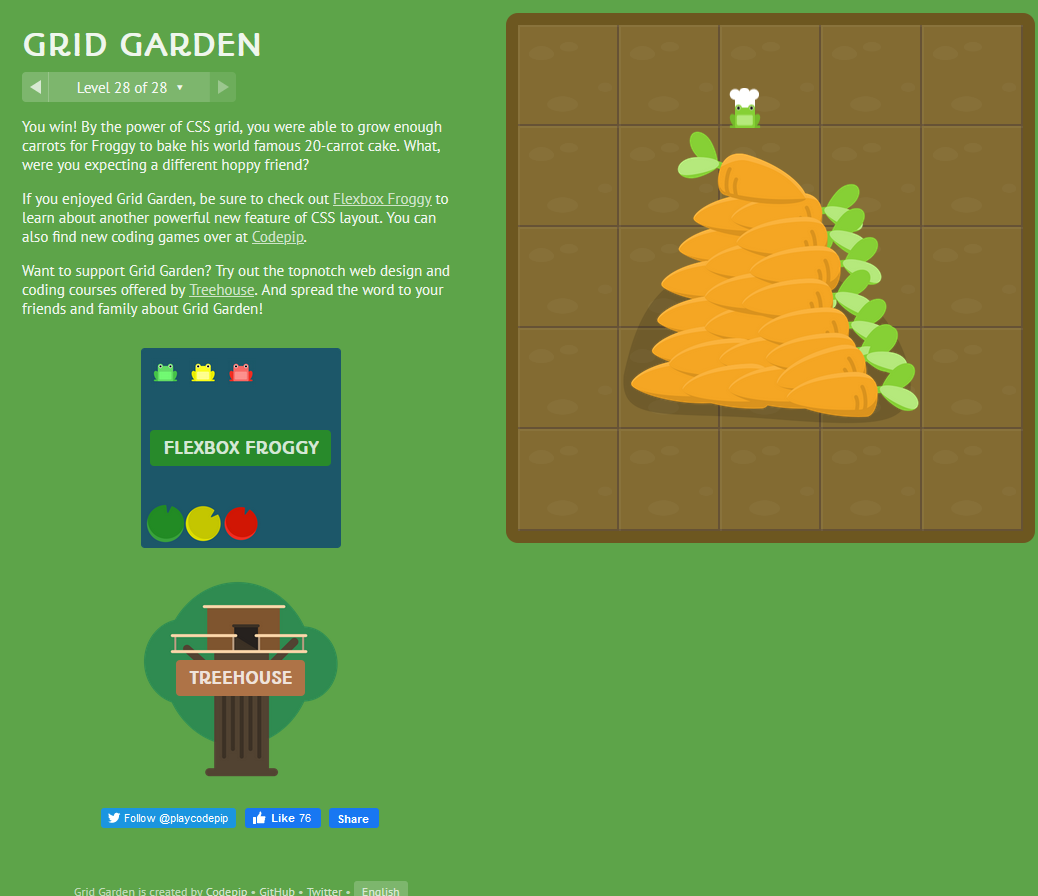 GRID GARDEN
Level 28 of 28 ▼
You win! By the power of CSS grid, you were able to grow enough
carrots for Froggy to bake his world famous 20-carrot cake. What,
were you expecting a different hoppy friend?
If you enjoyed Grid Garden, be sure to check out Flexbox Froggy to
learn about another powerful new feature of CSS layout. You can
also find new coding games over at Codepip.
Want to support Grid Garden? Try out the topnotch web design and
coding courses offered by Treehouse. And spread the word to your
friends and family about Grid Garden!
FLEXBOX FROGGY
TREEHOUSE
Follow @playcodepip
Like 76
Share
Grid Garden is created by Codepip • GitHub • Twitter • English